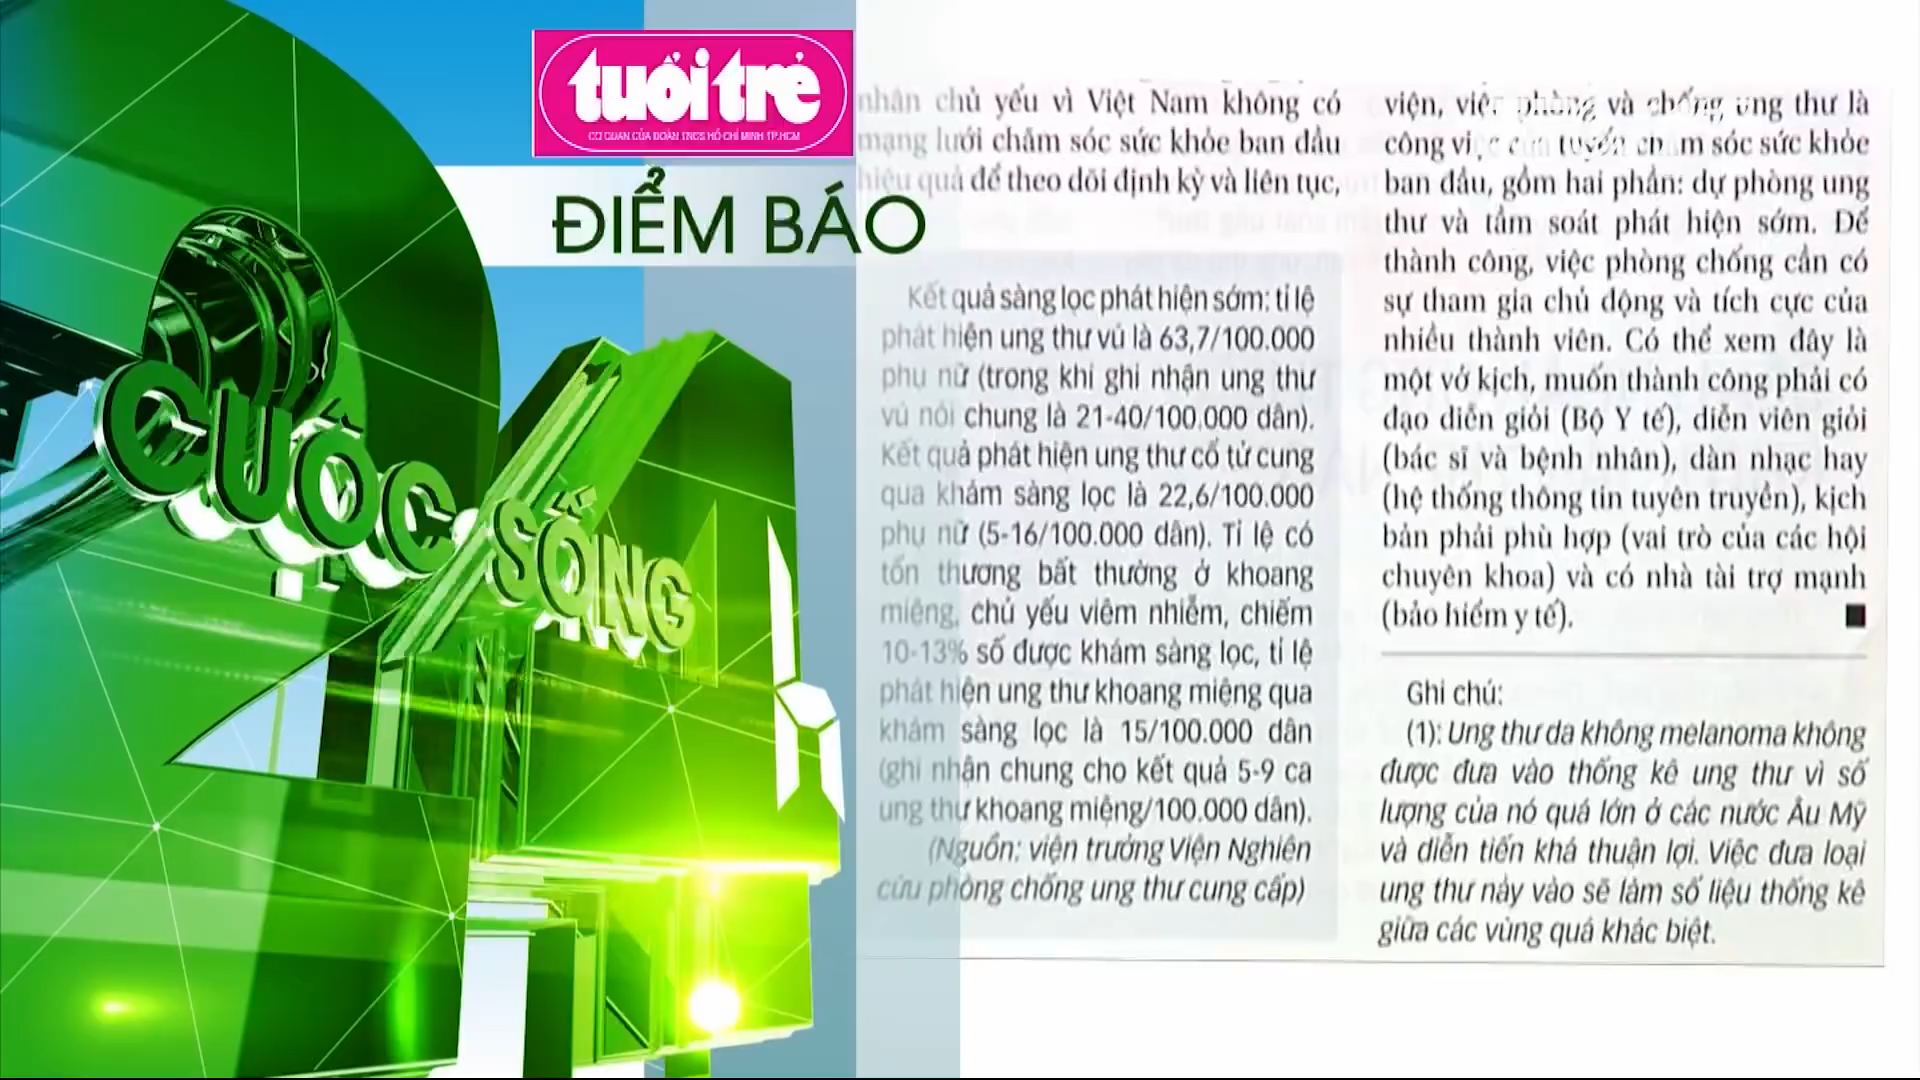 tuổi trẻ
CƠ QUAN CỦA ĐOÀN TNCS HỒ CHÍ MINH TP.HCM
ĐIỂM BÁO
24h
CUỘC SỐNG
nhân chủ yếu vì Việt Nam không có
mạng lưới chăm sóc sức khỏe ban đầu
hiệu quả để theo dõi định kỳ và liên tục,
Kết quả sàng lọc phát hiện sớm: tỉ lệ
phát hiện ung thư vú là 63,7/100.000
phụ nữ (trong khi ghi nhận ung thư
vú nói chung là 21-40/100.000 dân).
Kết quả phát hiện ung thư cổ tử cung
qua khám sàng lọc là 22,6/100.000
phụ nữ (5-16/100.000 dân). Tỉ lệ có
tổn thương bất thường ở khoang
miệng, chủ yếu viêm nhiễm, chiếm
10-13% số được khám sàng lọc, tỉ lệ
phát hiện ung thư khoang miệng qua
khám sàng lọc là 15/100.000 dân
(ghi nhận chung cho kết quả 5-9 ca
ung thư khoang miệng/100.000 dân).
(Nguồn: viện trưởng Viện Nghiên
cứu phòng chống ung thư cung cấp)
viện, việc phòng và chống ung thư là
công việc của tuyến chăm sóc sức khỏe
ban đầu, gồm hai phần: dự phòng ung
thư và tầm soát phát hiện sớm. Để
thành công, việc phòng chống cần có
sự tham gia chủ động và tích cực của
nhiều thành viên. Có thể xem đây là
một vở kịch, muốn thành công phải có
đạo diễn giỏi (Bộ Y tế), diễn viên giỏi
(bác sĩ và bệnh nhân), dàn nhạc hay
(hệ thống thông tin tuyên truyền), kịch
bản phải phù hợp (vai trò của các hội
chuyên khoa) và có nhà tài trợ mạnh
(bảo hiểm y tế).
Ghi chú:
(1): Ung thư da không melanoma không
được đưa vào thống kê ung thư vì số
lượng của nó quá lớn ở các nước Âu Mỹ
và diễn tiến khá thuận lợi. Việc đưa loại
ung thư này vào sẽ làm số liệu thống kê
giữa các vùng quá khác biệt.